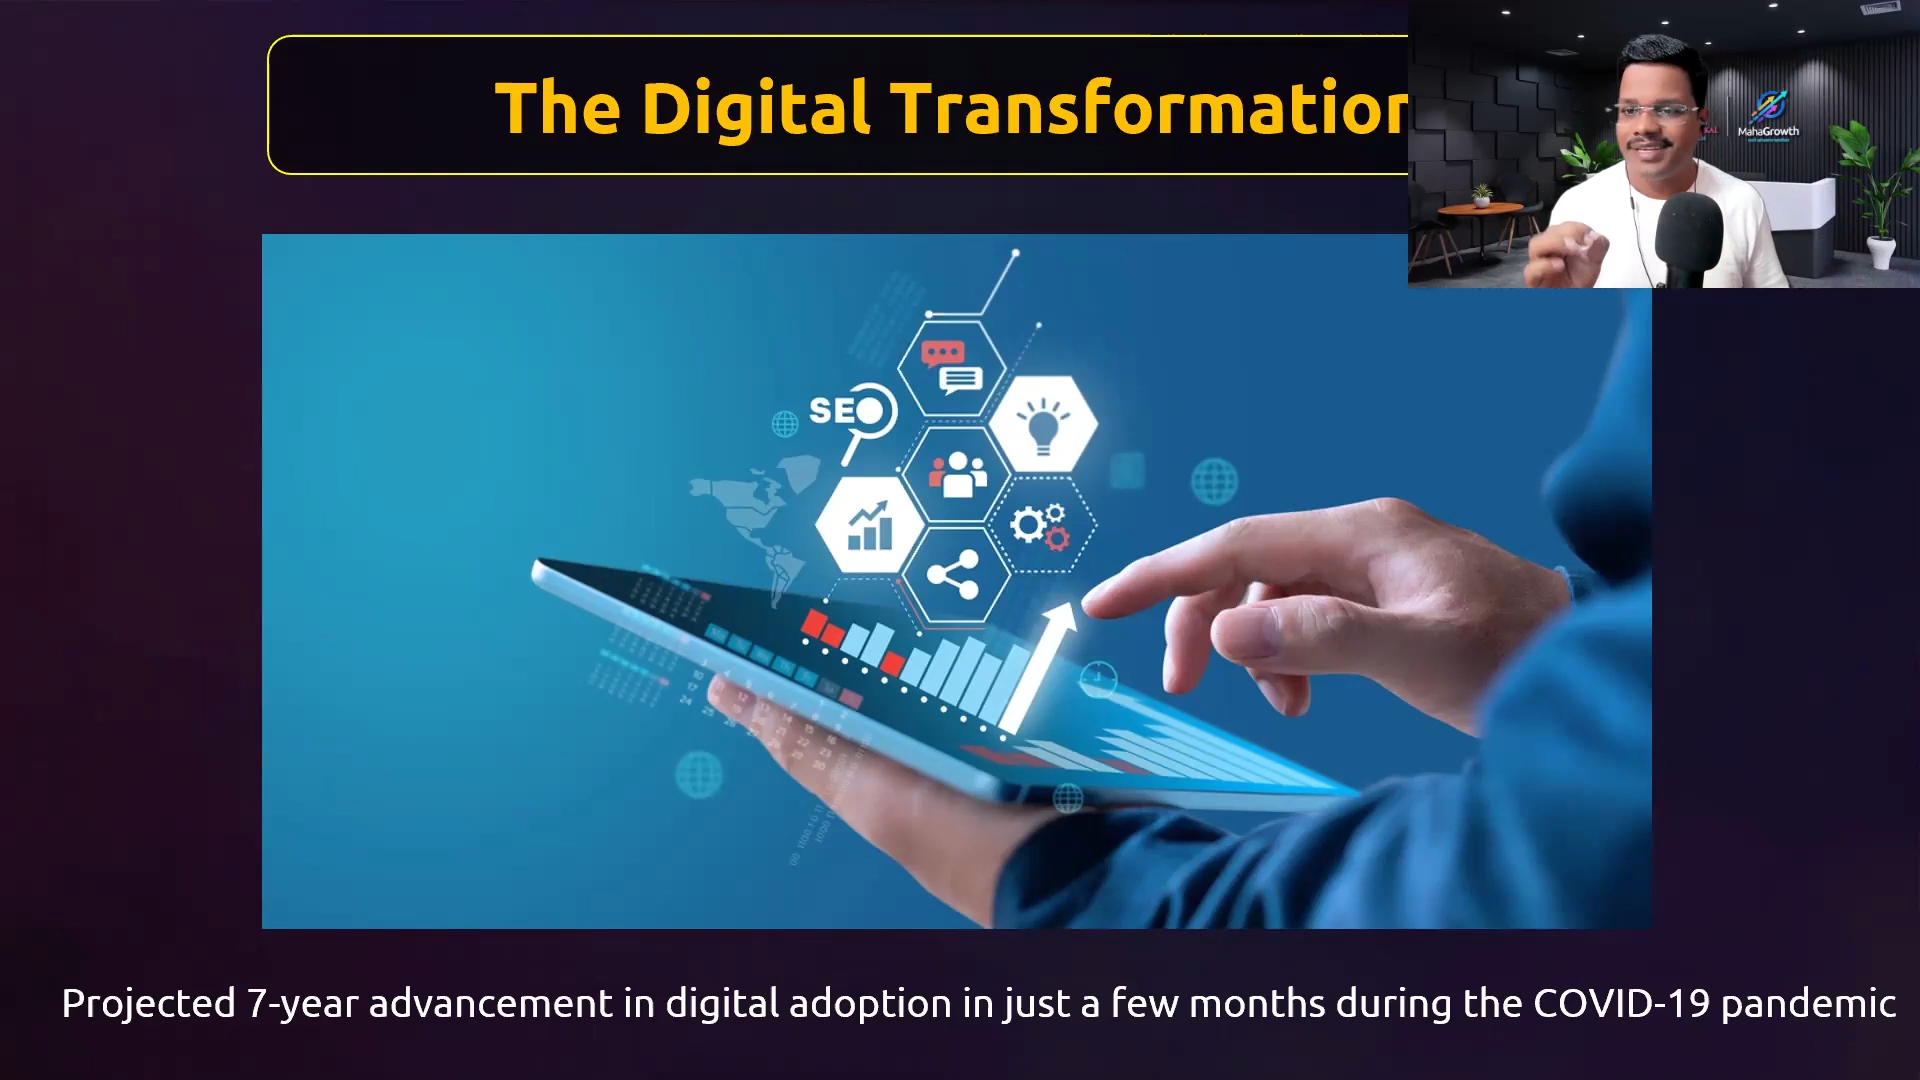 The Digital Transformation
MahaGrowth
SEO
Projected 7-year advancement in digital adoption in just a few months during the COVID-19 pandemic